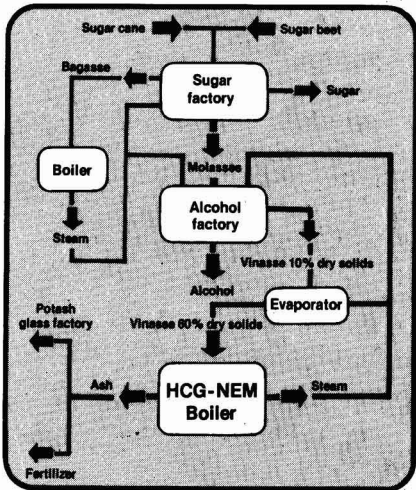 Sugar cane
Sugar beet
Bagasse
Sugar
factory
Sugar
Boiler
Molasses
Alcohol
factory
Steam
Vinasse 10% dry solids
Alcohol
Evaporator
Potash
glass factory
Vinasse 60% dry solids
Ash
HCG-NEM
Boiler
Steam
Fertilizer